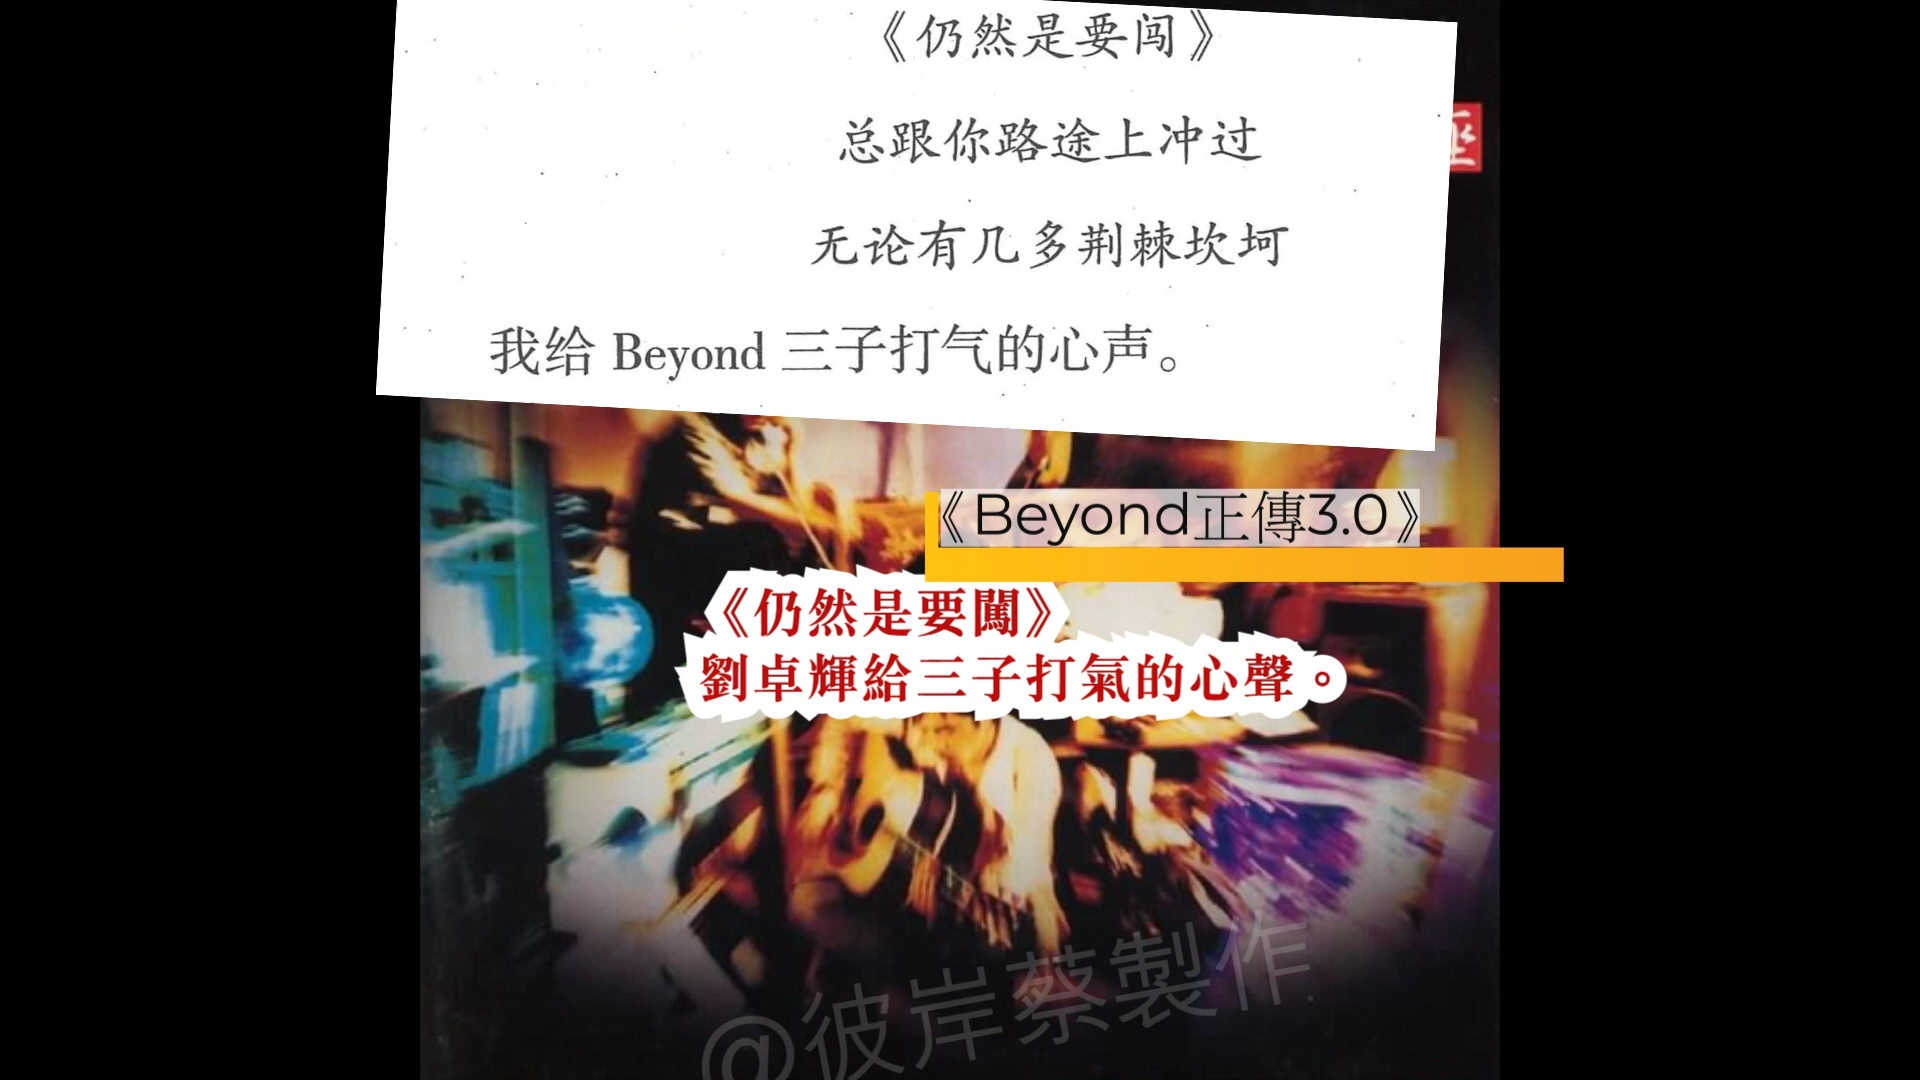 《仍然是要闯》
总跟你路途上冲过
无论有几多荆棘坎坷
我给 Beyond 三子打气的心声。
座
《Beyond正傳3.0》
《仍然是要闖》
劉卓輝給三子打氣的心聲。
@彼岸蔡製作